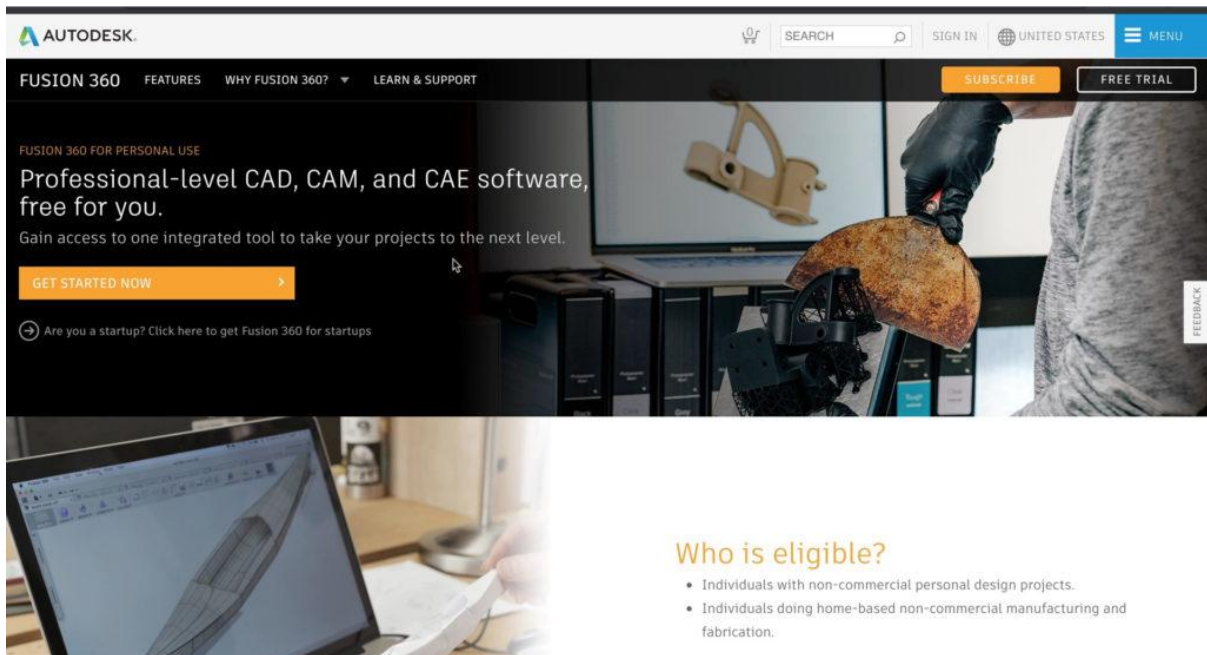 AUTODESK.
0
SEARCH
SIGN IN
UNITED STATES
MENU
FUSION 360
FEATURES
WHY FUSION 360?
LEARN & SUPPORT
SUBSCRIBE
FREE TRIAL
FUSION 360 FOR PERSONAL USE
Professional-level CAD, CAM, and CAE software,
free for you.
Gain access to one integrated tool to take your projects to the next level.
GET STARTED NOW
Are you a startup? Click here to get Fusion 360 for startups
FEEDBACK
Tough
Black
Grey
Who is eligible?
Individuals with non-commercial personal design projects.
Individuals doing home-based non-commercial manufacturing and
fabrication.